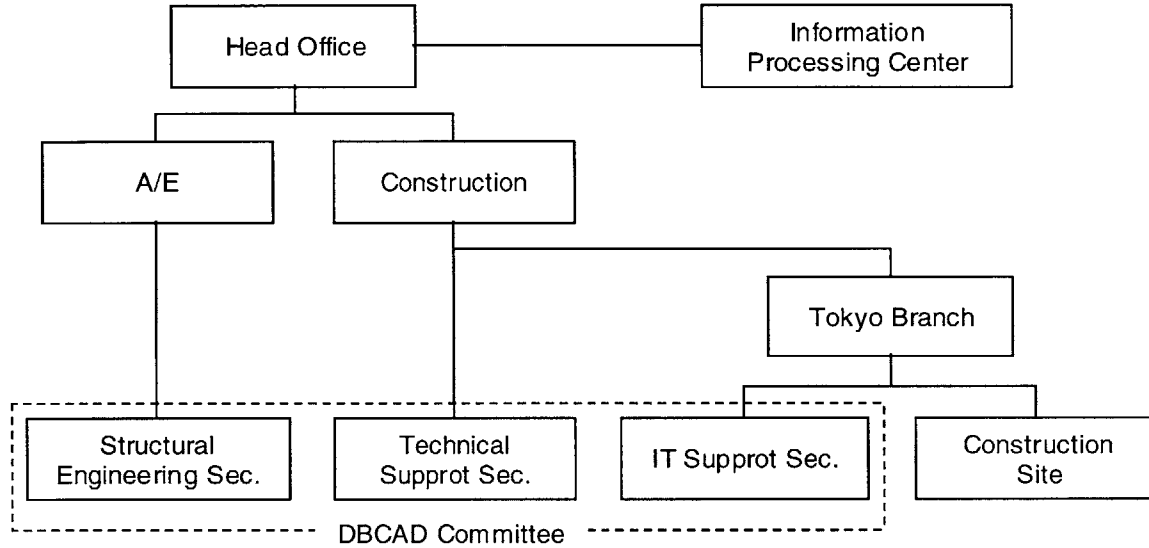 Head Office
Information
Processing Center
A/E
Construction
Tokyo Branch
Structural
Engineering Sec.
Technical
Supprot Sec.
IT Supprot Sec.
Construction
Site
DBCAD Committee